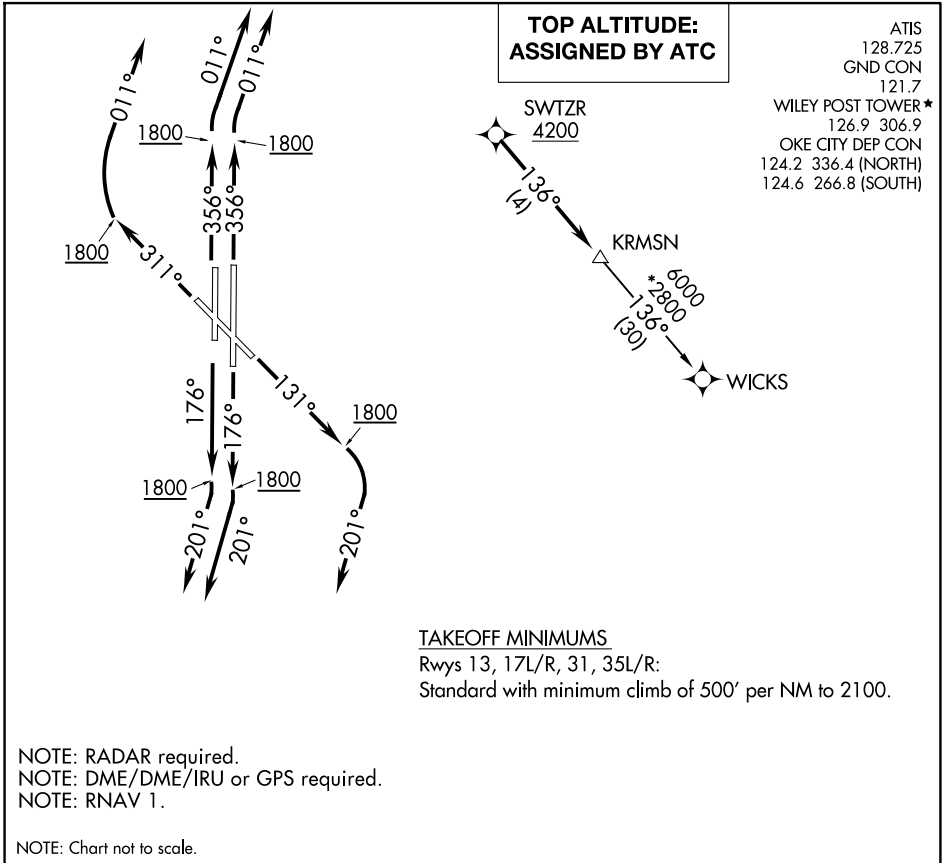 TOP ALTITUDE:
ASSIGNED BY ATC
ATIS
128.725
GND CON
121.7
WILEY POST TOWER★
126.9 306.9
OKE CITY DEP CON
124.2 336.4 (NORTH)
124.6 266.8 (SOUTH)
011°
011°
011°
1800
1800
356°
356°
1800
311°
131°
1800
176°
176°
1800
1800
201°
201°
201°
SWTZR
4200
136°
(4)
KRMSN
6000
*2800
136°
(30)
WICKS
TAKEOFF MINIMUMS
Rwys 13, 17L/R, 31, 35L/R:
Standard with minimum climb of 500' per NM to 2100.
NOTE: RADAR required.
NOTE: DME/DME/IRU or GPS required.
NOTE: RNAV 1.
NOTE: Chart not to scale.